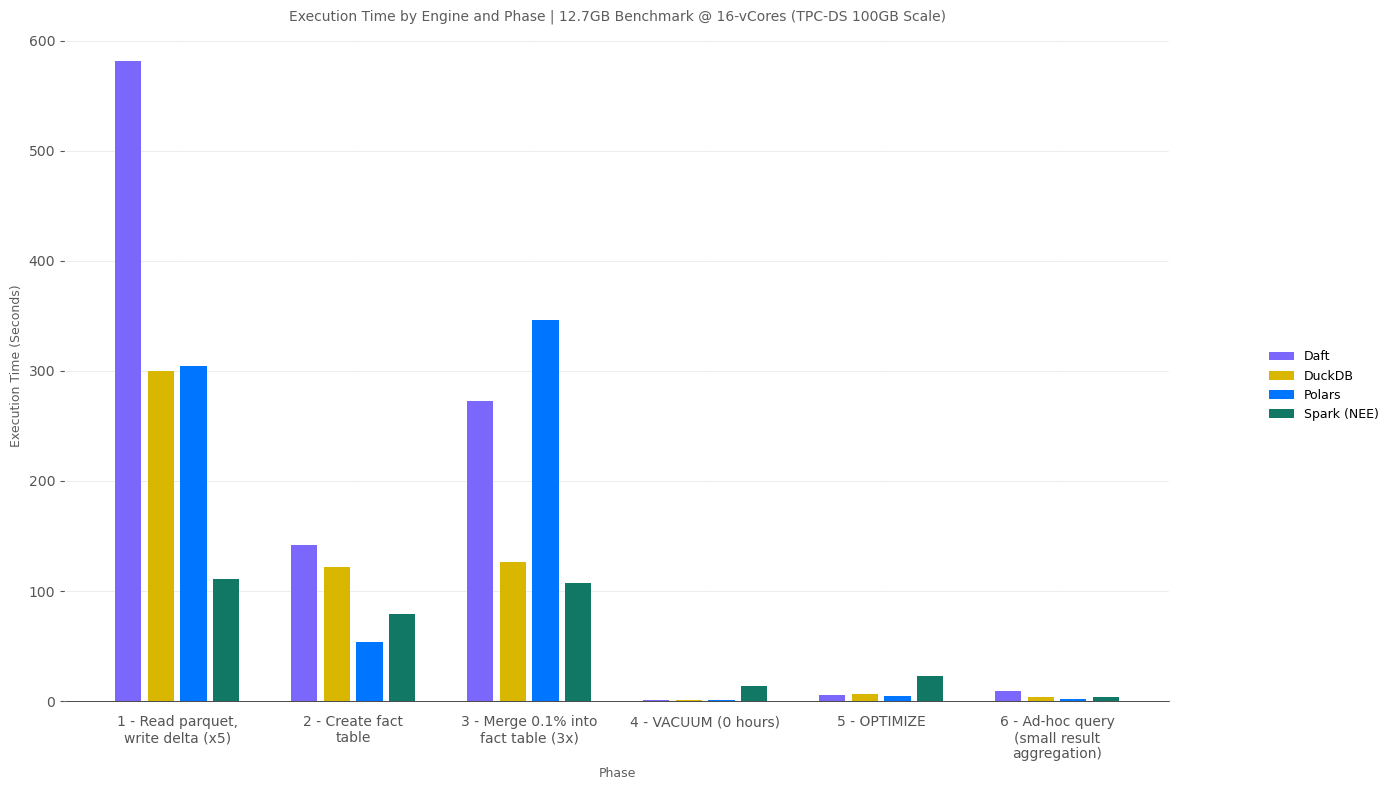 Execution Time by Engine and Phase | 12.7GB Benchmark @ 16-vCores (TPC-DS 100GB Scale)
Execution Time (Seconds)
600
500
400
300
200
100
0
1 - Read parquet,
write delta (x5)
2 - Create fact
table
3 - Merge 0.1% into
fact table (3x)
4 - VACUUM (0 hours)
5 - OPTIMIZE
6 - Ad-hoc query
(small result
aggregation)
Phase
Daft
DuckDB
Polars
Spark (NEE)